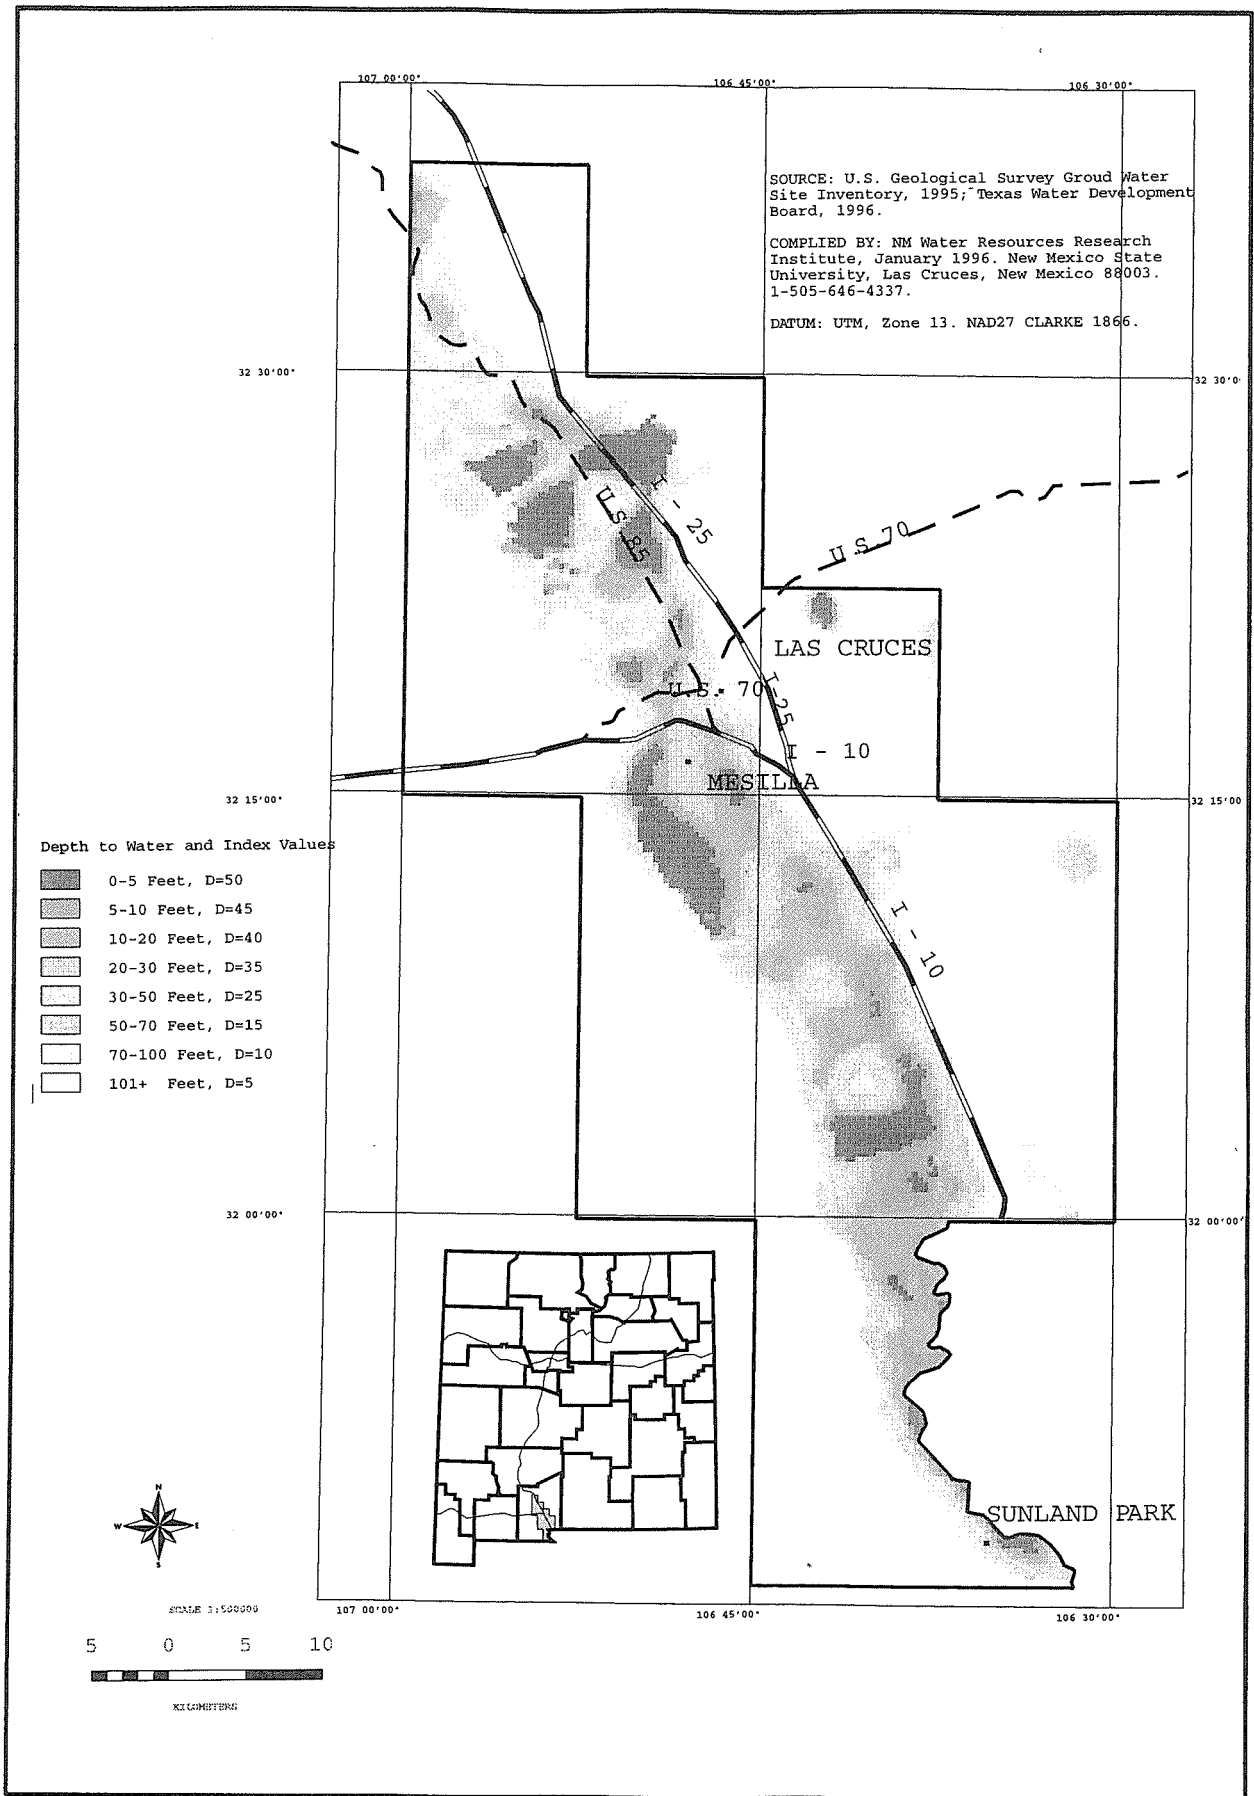 107 00'00"
106 45'00"
106 30'00"
SOURCE: U.S. Geological Survey Groud Water
Site Inventory, 1995; Texas Water Development
Board, 1996.
COMPLIED BY: NM Water Resources Research
Institute, January 1996. New Mexico State
University, Las Cruces, New Mexico 88003.
1-505-646-4337.
DATUM: UTM, Zone 13. NAD27 CLARKE 1866.
32 30'00"
32 30'0
I - 25
U.S. 85
U.S. 70
LAS CRUCES
U.S. 70
I-25
I - 10
MESILLA
32 15'00"
32 15'00"
Depth to Water and Index Values
0-5 Feet, D=50
5-10 Feet, D=45
10-20 Feet, D=40
20-30 Feet, D=35
30-50 Feet, D=25
50-70 Feet, D=15
70-100 Feet, D=10
101+ Feet, D=5
I - 10
32 00'00"
32 00'00"
SUNLAND PARK
N
W
E
S
SCALE 1:500000
107 00'00"
106 45'00"
106 30'00"
5 0 5 10
KILOMETERS